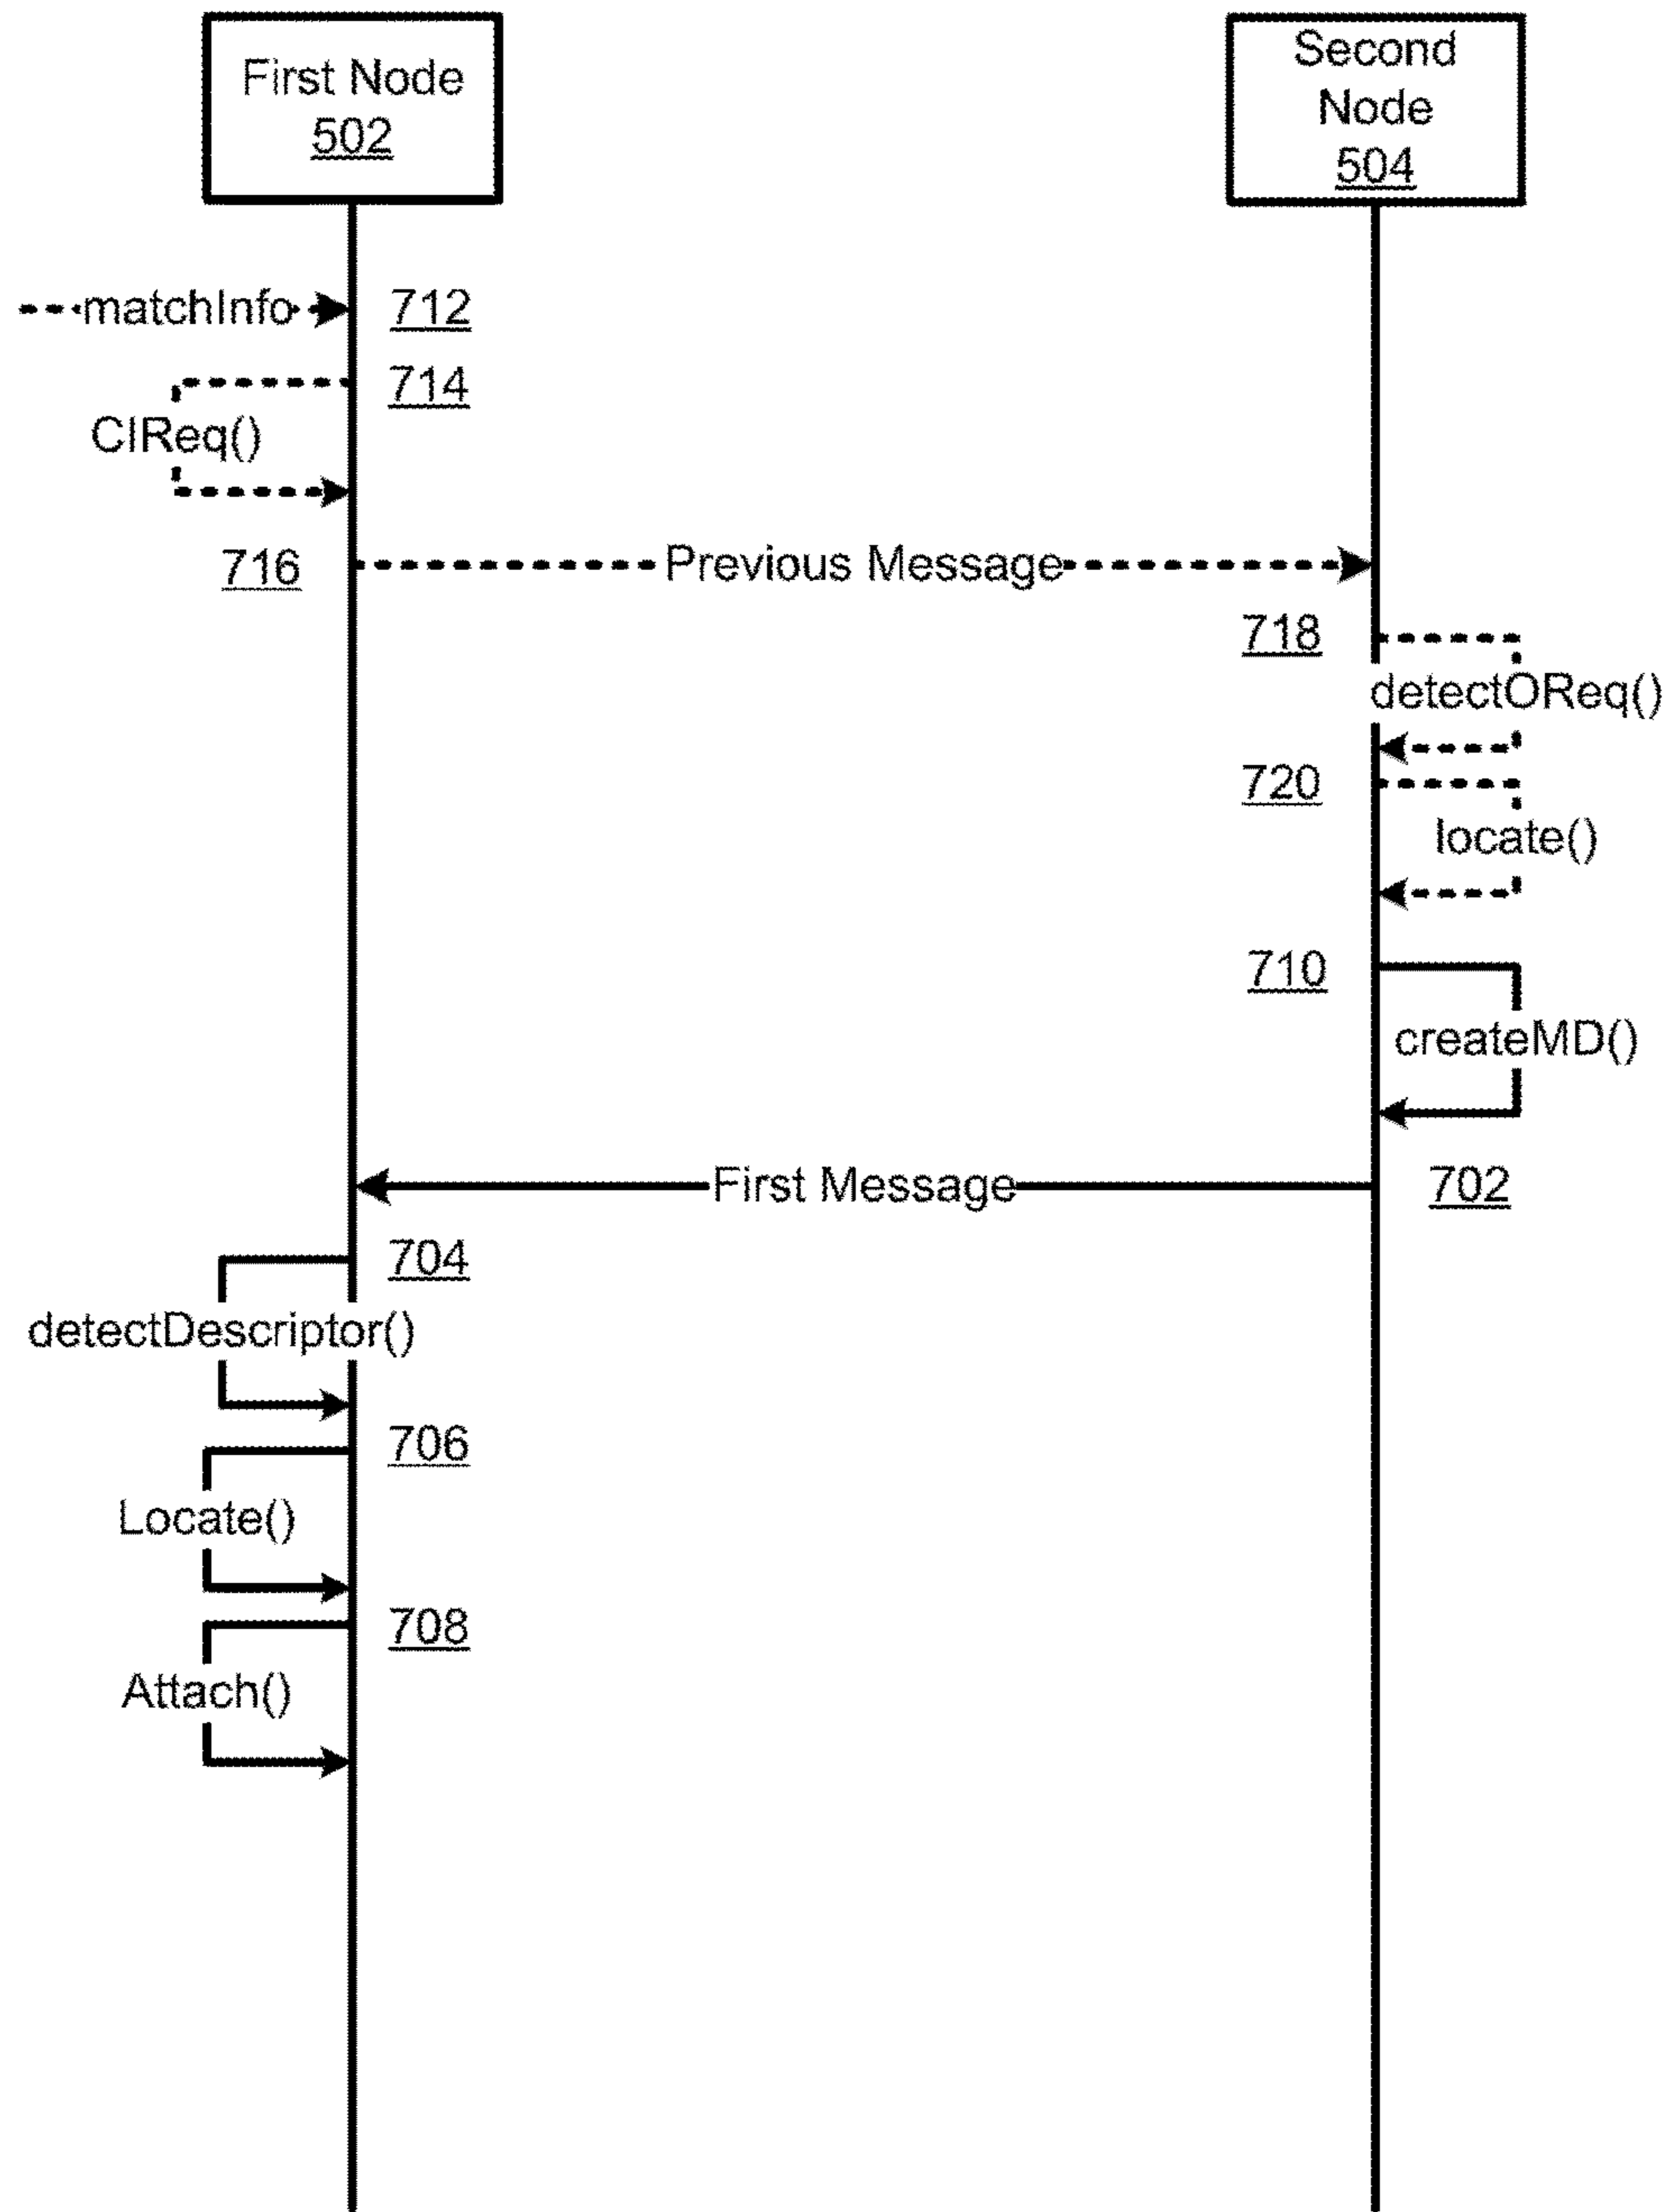 First Node
502
Second
Node
504
matchInfo
712
714
CIReq()
716
Previous Message
718
detectOReq()
720
locate()
710
createMD()
First Message
702
704
detectDescriptor()
706
Locate()
708
Attach()